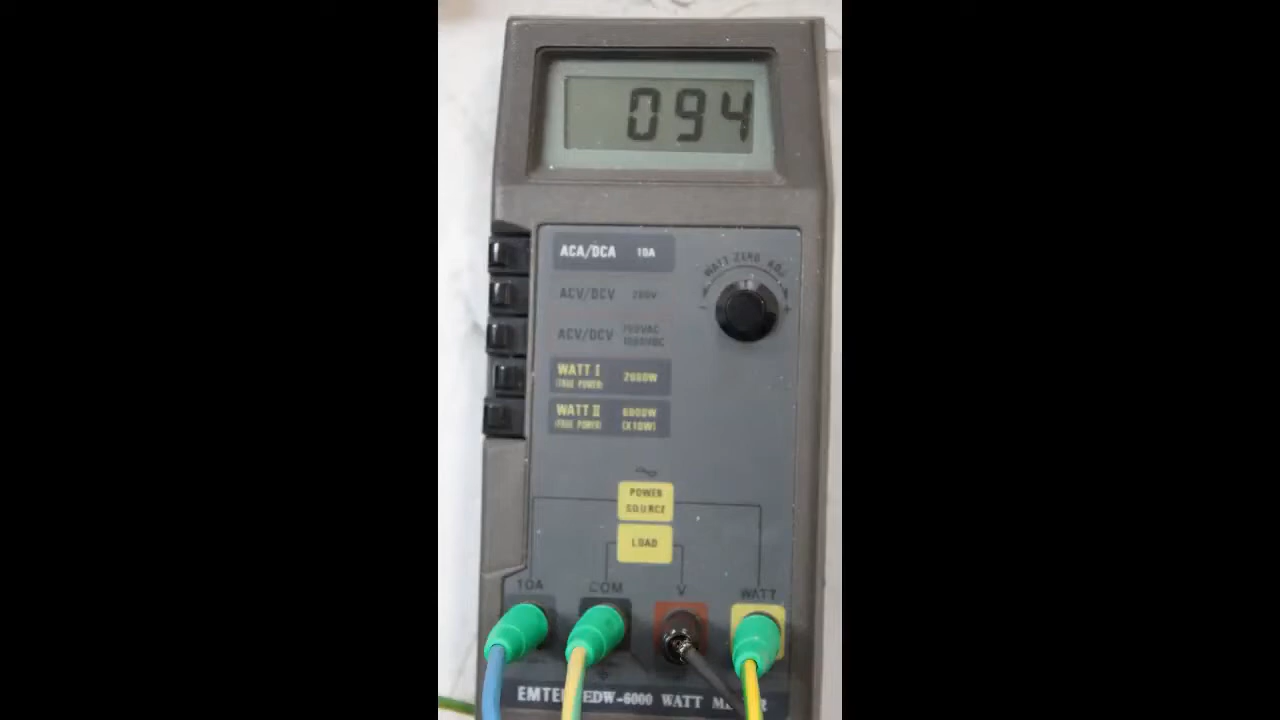 094
ACA/DCA 10A
WATT ZERO ADJ
ACV/DCV 200V
ACV/DCV 750VAC
1000VDC
WATT I 2000W
(TRUE POWER)
WATT II 6000W
(TRUE POWER) (X10W)
POWER
SOURCE
LOAD
10A COM V WATT
EDW-6000 WATT